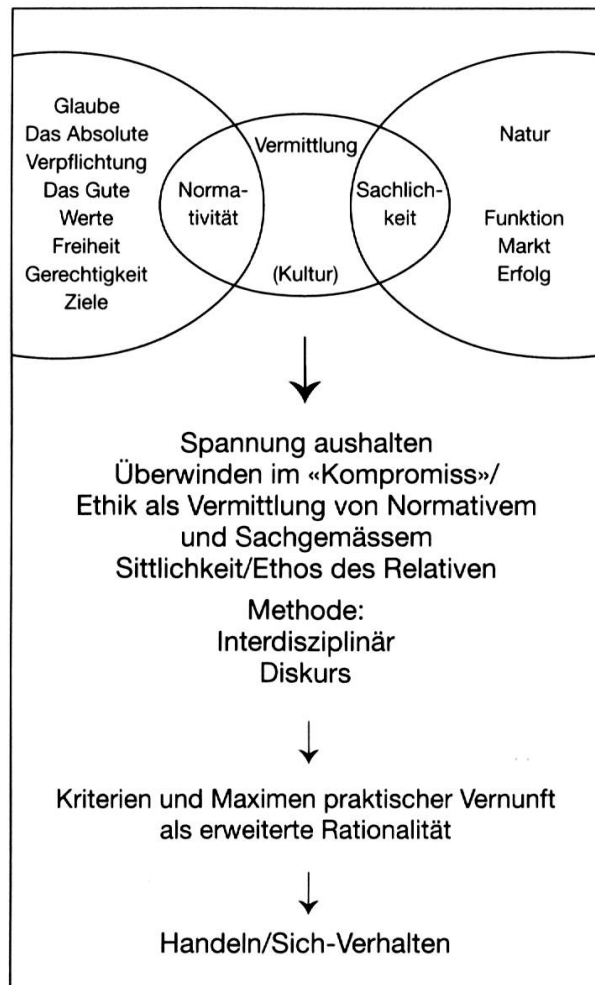 Glaube
Das Absolute
Verpflichtung
Das Gute
Werte
Freiheit
Gerechtigkeit
Ziele
Norma-
tivität
Vermittlung
(Kultur)
Sachlich-
keit
Natur
Funktion
Markt
Erfolg
Spannung aushalten
Überwinden im «Kompromiss»/
Ethik als Vermittlung von Normativem
und Sachgemässem
Sittlichkeit/Ethos des Relativen
Methode:
Interdisziplinär
Diskurs
Kriterien und Maximen praktischer Vernunft
als erweiterte Rationalität
Handeln/Sich-Verhalten